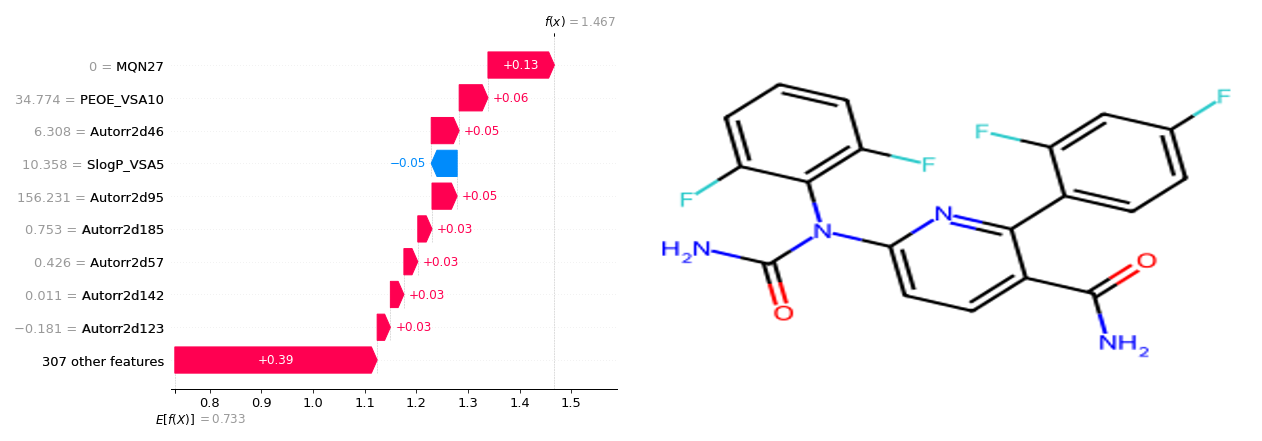 f(x) = 1.467
0 = MQN27
+0.13
34.774 = PEOE_VSA10
+0.06
6.308 = Autorr2d46
+0.05
10.358 = SlogP_VSA5
−0.05
156.231 = Autorr2d95
+0.05
0.753 = Autorr2d185
+0.03
0.426 = Autorr2d57
+0.03
0.011 = Autorr2d142
+0.03
−0.181 = Autorr2d123
+0.03
307 other features
+0.39
0.8 0.9 1.0 1.1 1.2 1.3 1.4 1.5
E[f(X)] = 0.733
F
F
F
F
N
N
H₂N
O
O
NH₂